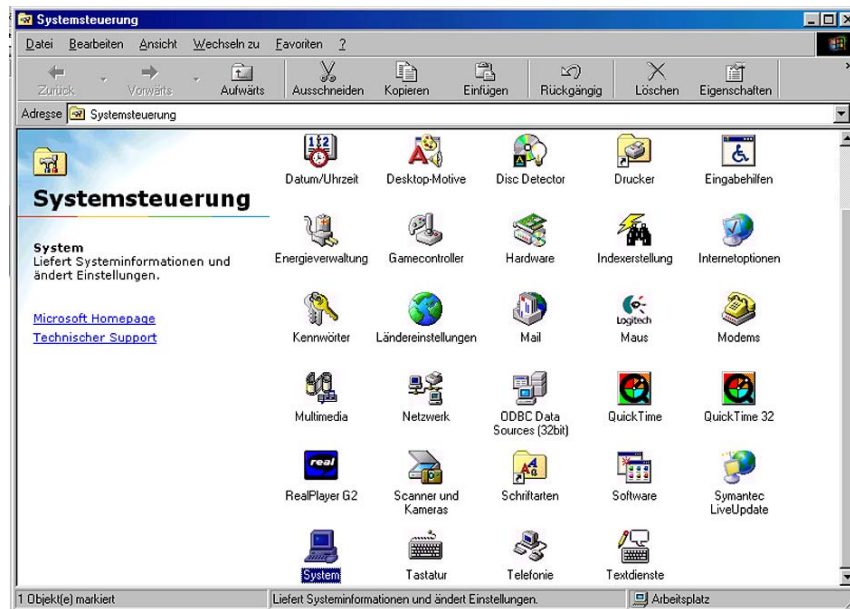 Systemsteuerung
Datei Bearbeiten Ansicht Wechseln zu Favoriten ?
Zurück Vorwärts Aufwärts Ausschneiden Kopieren Einfügen Rückgängig Löschen Eigenschaften
Adresse Systemsteuerung
Systemsteuerung
System
Liefert Systeminformationen und
ändert Einstellungen.
Microsoft Homepage
Technischer Support
Datum/Uhrzeit Desktop-Motive Disc Detector Drucker Eingabehilfen
Energieverwaltung Gamecontroller Hardware Indexerstellung Internetoptionen
Logitech
Kennwörter Ländereinstellungen Mail Maus Modems
Multimedia Netzwerk ODBC Data QuickTime QuickTime 32
Sources (32bit)
real
RealPlayer G2 Scanner und Schriftarten Software Symantec
Kameras LiveUpdate
System Tastatur Telefonie Textdienste
1 Objekt(e) markiert Liefert Systeminformationen und ändert Einstellungen. Arbeitsplatz